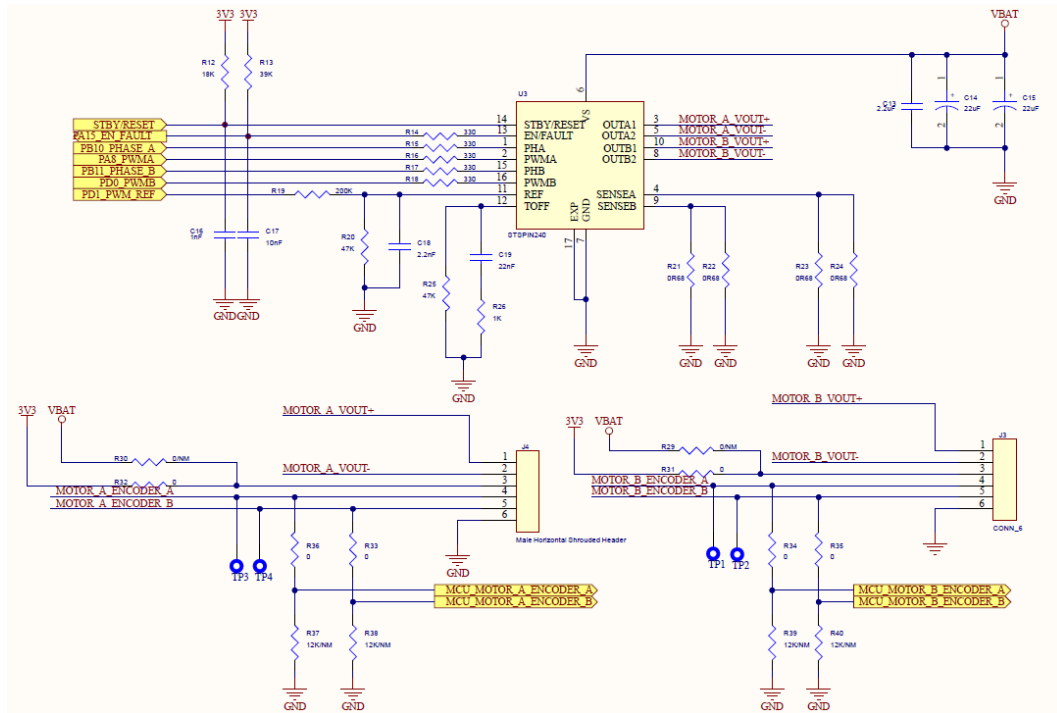 3V3 3V3 VBAT
R12 18K
R13 39K
U3
6
VS
C13 2.2uF
1 + C14 22uF 2
1 + C15 22uF 2
GND
STBY/RESET 14 STBY/RESET OUTA1 3 MOTOR_A_VOUT+
PA15_EN_FAULT 13 EN/FAULT OUTA2 5 MOTOR_A_VOUT-
PB10_PHASE_A R14 330 1 PHA OUTB1 10 MOTOR_B_VOUT+
PA8_PWMA R15 330 2 PWMA OUTB2 8 MOTOR_B_VOUT-
PB11_PHASE_B R16 330 15 PHB
PD0_PWMB R17 330 16 PWMB
R18 330
PD1_PWM_REF R19 200K 11 REF SENSEA 4
12 TOFF SENSEB 9
EXP GND
17 7
C16 1nF
C17 10nF
R20 47K
C18 2.2nF
C19 22nF
R25 47K
R26 1K
R21 0R68
R22 0R68
R23 0R68
R24 0R68
GND GND
GND
GND
GND
GND GND
GND GND
3V3 VBAT
MOTOR_A_VOUT+
R30 0/NM
MOTOR_A_VOUT-
R32 0
MOTOR_A_ENCODER_A
MOTOR_A_ENCODER_B
J4
1
2
3
4
5
6
Male Horizontal Shrouded Header
GND
TP3 TP4
R36 0
R33 0
MCU_MOTOR_A_ENCODER_A
MCU_MOTOR_A_ENCODER_B
R37 12K/NM
R38 12K/NM
GND GND
3V3 VBAT
MOTOR_B_VOUT+
R29 0/NM
MOTOR_B_VOUT-
R31 0
MOTOR_B_ENCODER_A
MOTOR_B_ENCODER_B
J3
1
2
3
4
5
6
CONN_6
GND
TP1 TP2
R34 0
R35 0
MCU_MOTOR_B_ENCODER_A
MCU_MOTOR_B_ENCODER_B
R39 12K/NM
R40 12K/NM
GND GND